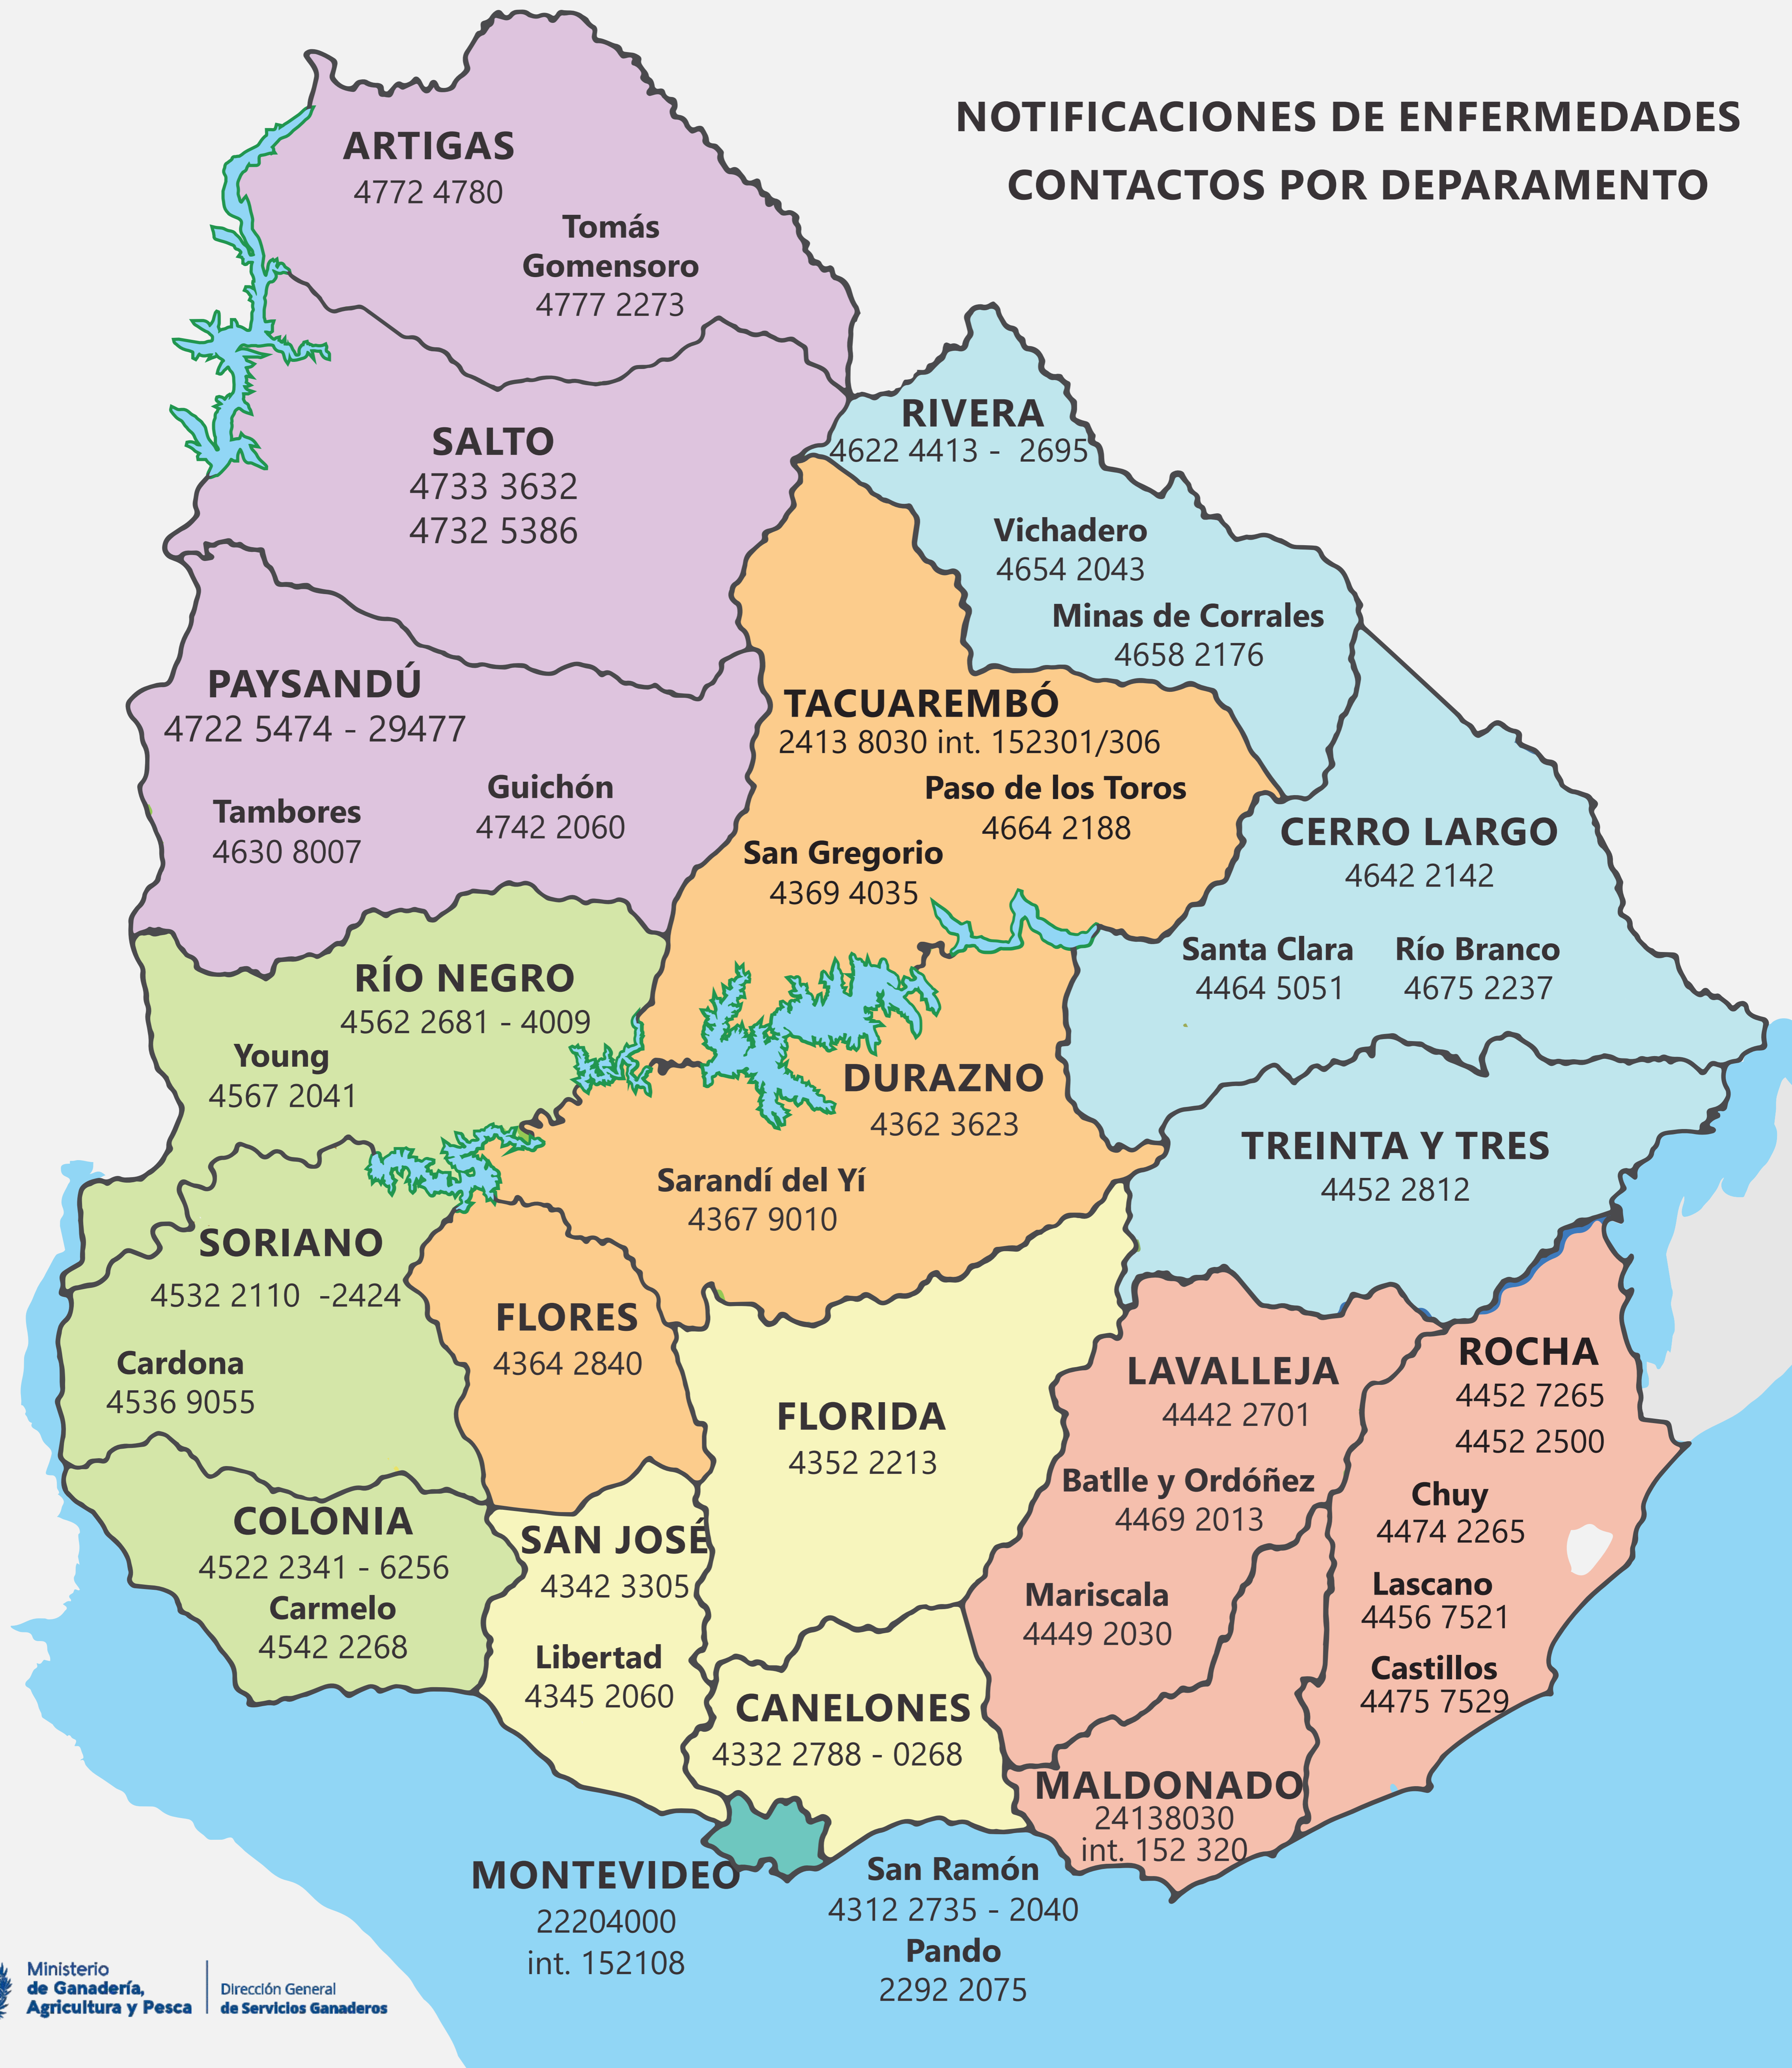 NOTIFICACIONES DE ENFERMEDADES
CONTACTOS POR DEPARAMENTO
ARTIGAS
4772 4780
Tomás
Gomensoro
4777 2273
SALTO
4733 3632
4732 5386
RIVERA
4622 4413 - 2695
Vichadero
4654 2043
Minas de Corrales
4658 2176
PAYSANDÚ
4722 5474 - 29477
Tambores
4630 8007
Guichón
4742 2060
TACUAREMBÓ
2413 8030 int. 152301/306
Paso de los Toros
4664 2188
San Gregorio
4369 4035
CERRO LARGO
4642 2142
Santa Clara
4464 5051
Río Branco
4675 2237
RÍO NEGRO
4562 2681 - 4009
Young
4567 2041
DURAZNO
4362 3623
Sarandí del Yí
4367 9010
TREINTA Y TRES
4452 2812
SORIANO
4532 2110 -2424
Cardona
4536 9055
FLORES
4364 2840
FLORIDA
4352 2213
LAVALLEJA
4442 2701
Batlle y Ordóñez
4469 2013
Mariscala
4449 2030
ROCHA
4452 7265
4452 2500
Chuy
4474 2265
Lascano
4456 7521
Castillos
4475 7529
COLONIA
4522 2341 - 6256
Carmelo
4542 2268
SAN JOSÉ
4342 3305
Libertad
4345 2060
CANELONES
4332 2788 - 0268
MALDONADO
24138030
int. 152 320
MONTEVIDEO
22204000
int. 152108
San Ramón
4312 2735 - 2040
Pando
2292 2075
Ministerio
de Ganadería,
Agricultura y Pesca
Dirección General
de Servicios Ganaderos